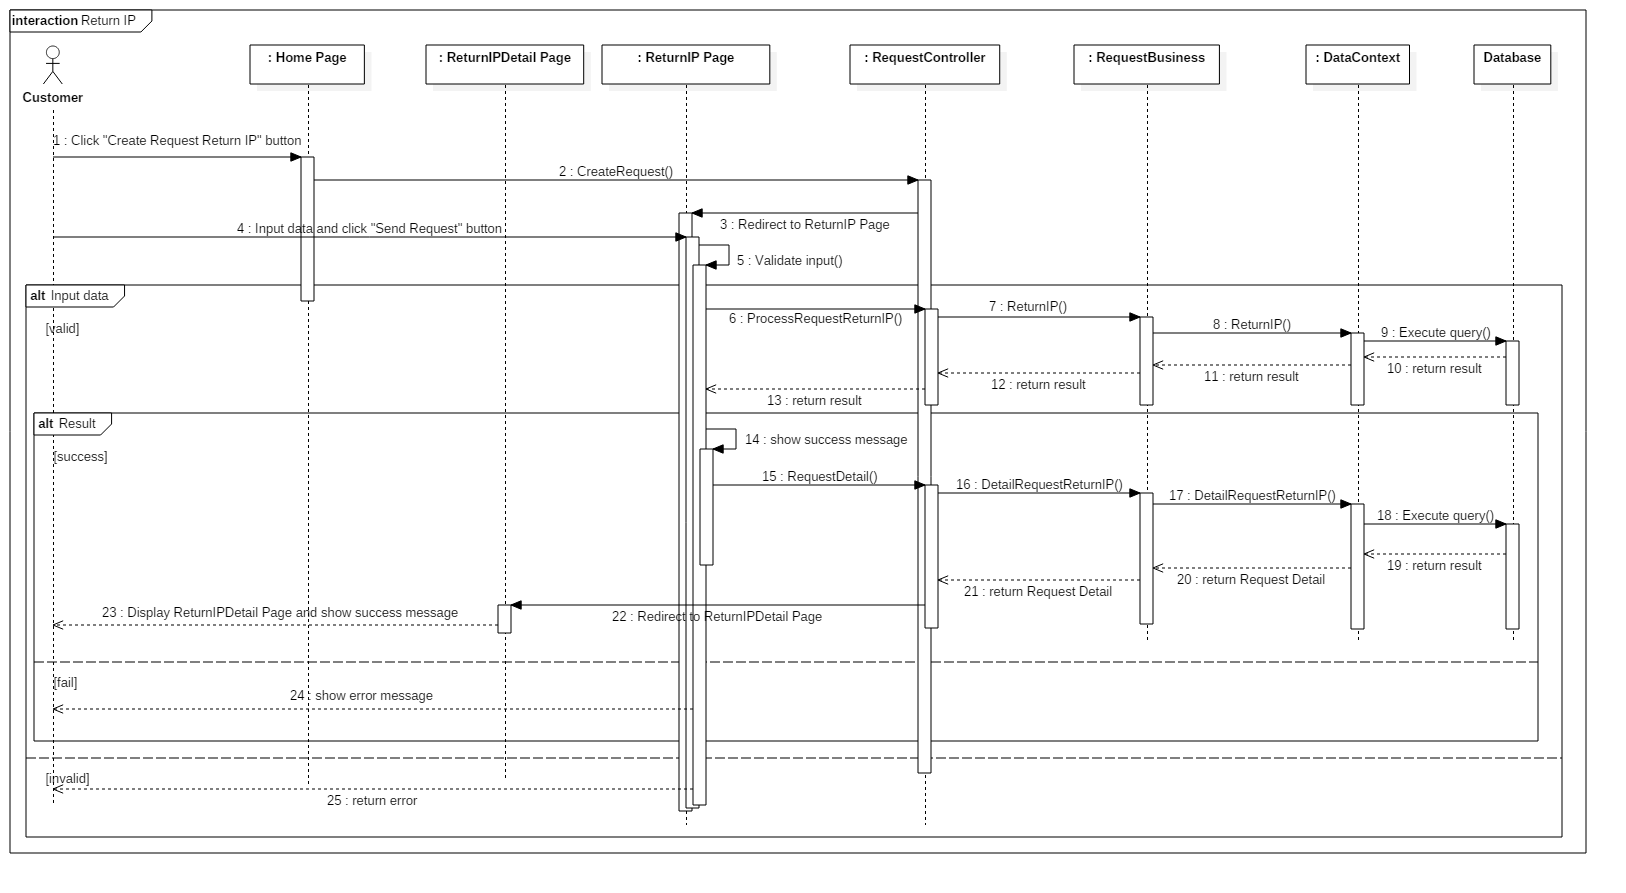 interaction Return IP
: Home Page
: ReturnIPDetail Page
: ReturnIP Page
: RequestController
: RequestBusiness
: DataContext
Database
Customer
1 : Click "Create Request Return IP" button
2 : CreateRequest()
3 : Redirect to ReturnIP Page
4 : Input data and click "Send Request" button
5 : Validate input()
alt Input data
[valid]
6 : ProcessRequestReturnIP()
7 : ReturnIP()
8 : ReturnIP()
9 : Execute query()
10 : return result
11 : return result
12 : return result
13 : return result
alt Result
[success]
14 : show success message
15 : RequestDetail()
16 : DetailRequestReturnIP()
17 : DetailRequestReturnIP()
18 : Execute query()
19 : return result
20 : return Request Detail
21 : return Request Detail
22 : Redirect to ReturnIPDetail Page
23 : Display ReturnIPDetail Page and show success message
[fail]
24 : show error message
[invalid]
25 : return error